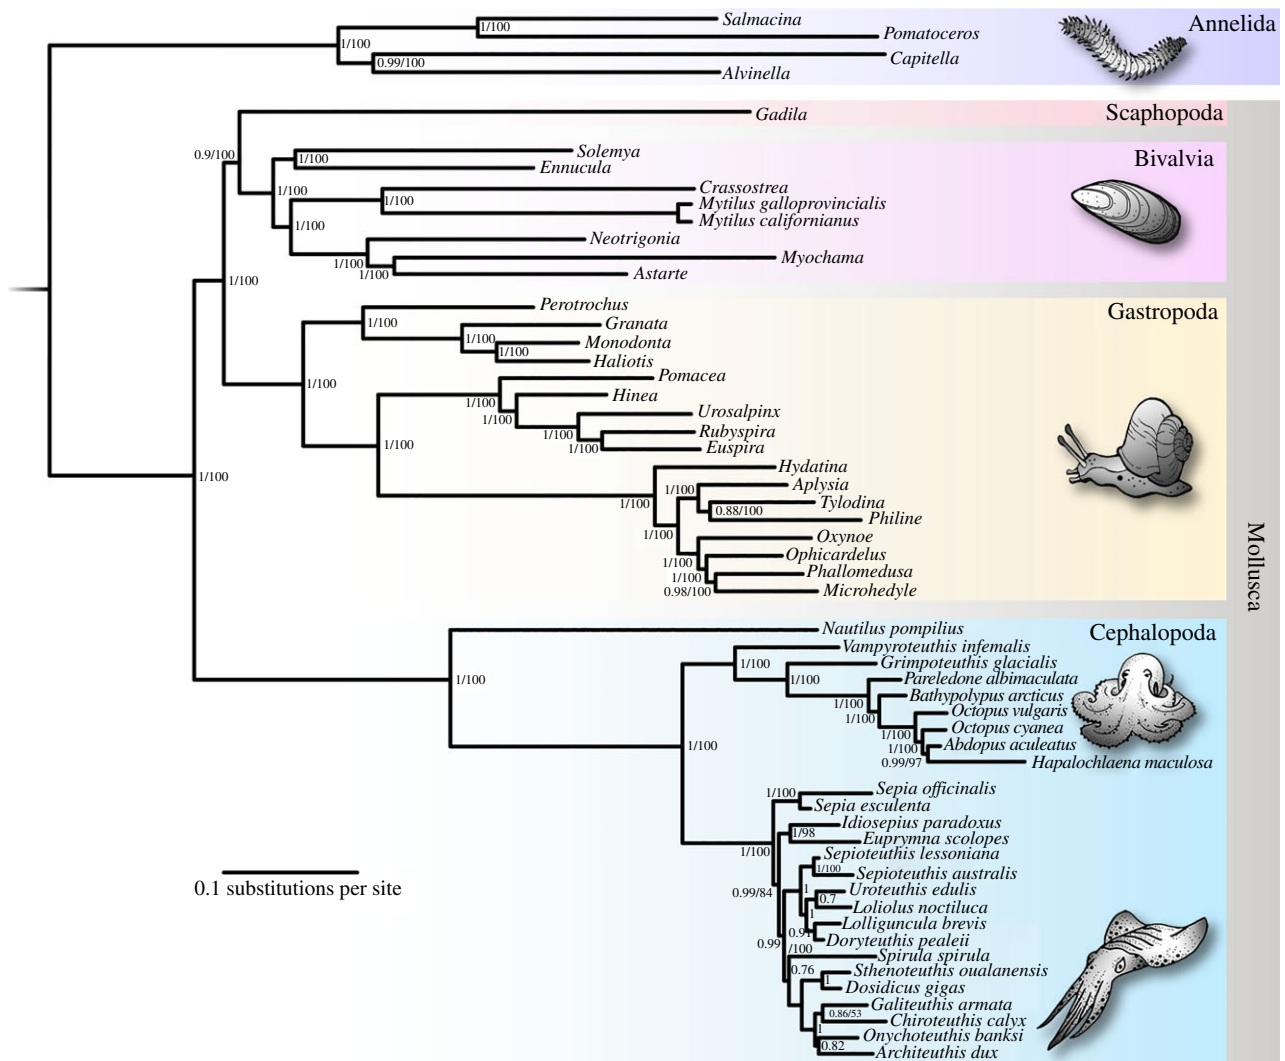 Salmacina
1/100
Annelida
Pomatoceros
1/100
Capitella
0.99/100
Alvinella
Gadila
Scaphopoda
0.9/100
Solemya
1/100
Bivalvia
Ennucula
1/100
Crassostrea
1/100
Mytilus galloprovincialis
Mytilus californianus
1/100
Neotrigonia
1/100
Myochama
1/100
Astarte
1/100
Perotrochus
Gastropoda
1/100
Granata
1/100
Monodonta
1/100
Haliotis
1/100
Pomacea
1/100
Hinea
1/100
Urosalpinx
1/100
Rubyspira
1/100
Euspira
1/100
Hydatina
1/100
Aplysia
1/100
Tylodina
0.88/100
Philine
1/100
Oxynoe
1/100
Ophicardelus
1/100
Phallomedusa
0.98/100
Microhedyle
1/100
Mollusca
Nautilus pompilius
Cephalopoda
1/100
Vampyroteuthis infernalis
1/100
Grimpoteuthis glacialis
1/100
Pareledone albimaculata
1/100
Bathypolypus arcticus
1/100
Octopus vulgaris
1/100
Octopus cyanea
1/100
Abdopus aculeatus
0.99/97
Hapalochlaena maculosa
1/100
Sepia officinalis
1/100
Sepia esculenta
Idiosepius paradoxus
1/98
Euprymna scolopes
1/100
Sepioteuthis lessoniana
1/100
Sepioteuthis australis
0.99/84
1
Uroteuthis edulis
0.7
Loliolus noctiluca
1
Lolliguncula brevis
0.91
Doryteuthis pealeii
0.99
/100
Spirula spirula
0.76
Sthenoteuthis oualanensis
1
Dosidicus gigas
Galiteuthis armata
0.86/53
Chiroteuthis calyx
1
Onychoteuthis banksi
0.82
Architeuthis dux
0.1 substitutions per site